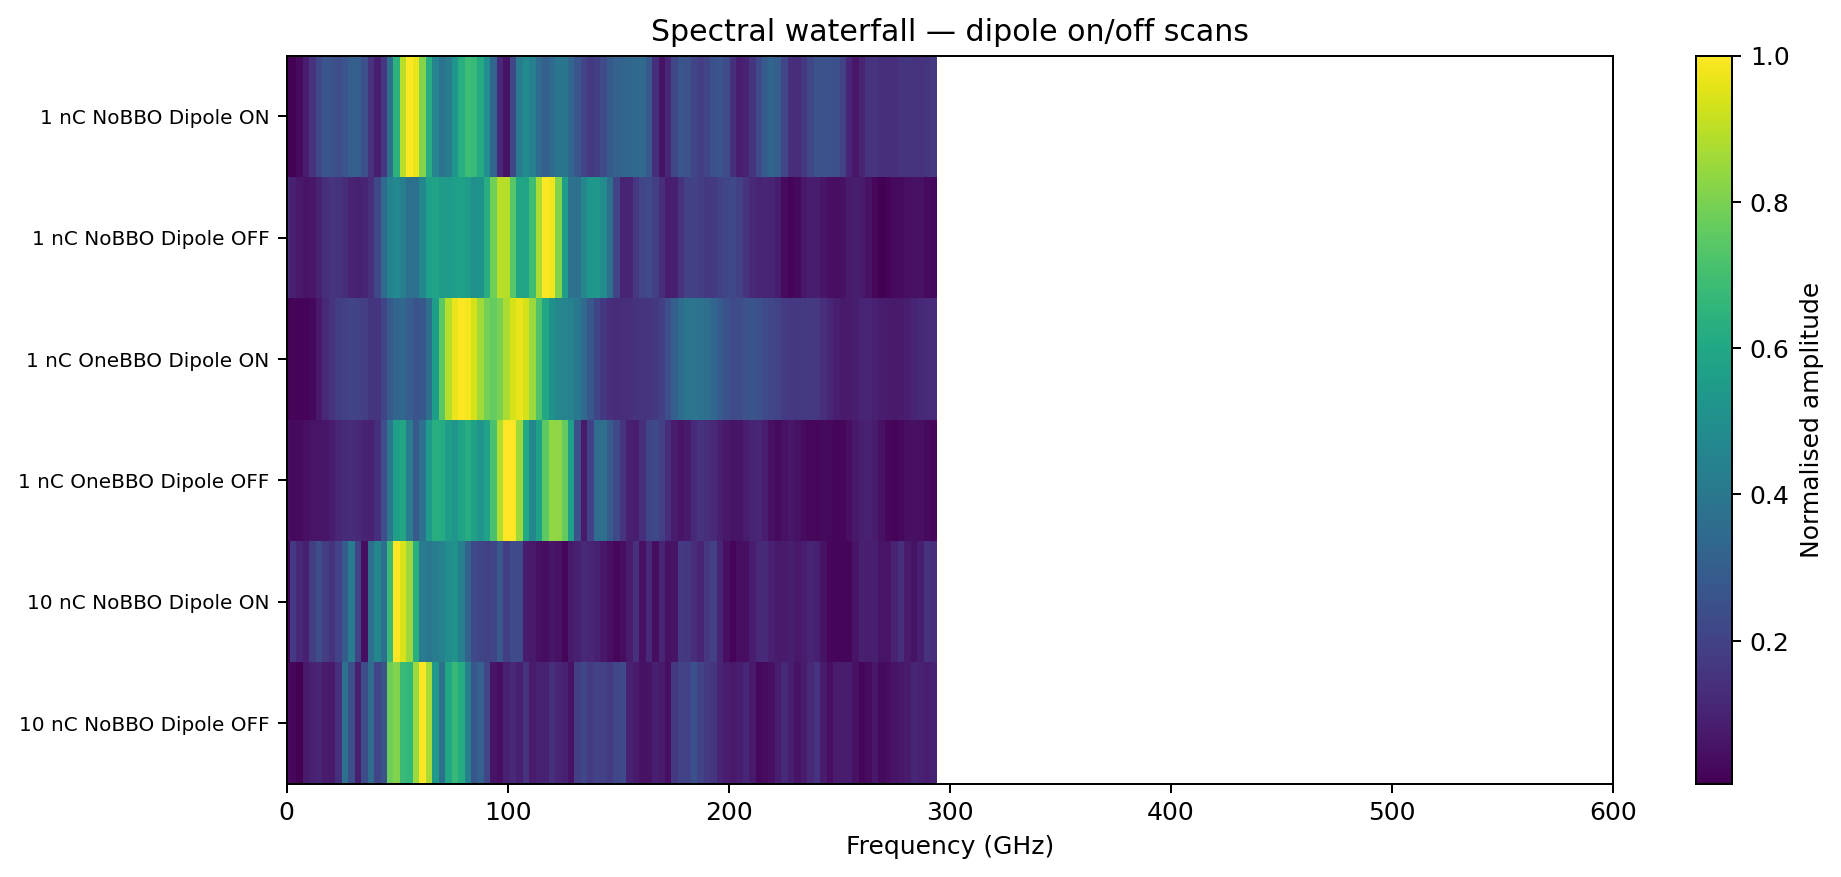 Spectral waterfall — dipole on/off scans
1 nC NoBBO Dipole ON
1 nC NoBBO Dipole OFF
1 nC OneBBO Dipole ON
1 nC OneBBO Dipole OFF
10 nC NoBBO Dipole ON
10 nC NoBBO Dipole OFF
0 100 200 300 400 500 600
Frequency (GHz)
1.0
0.8
0.6
0.4
0.2
Normalised amplitude